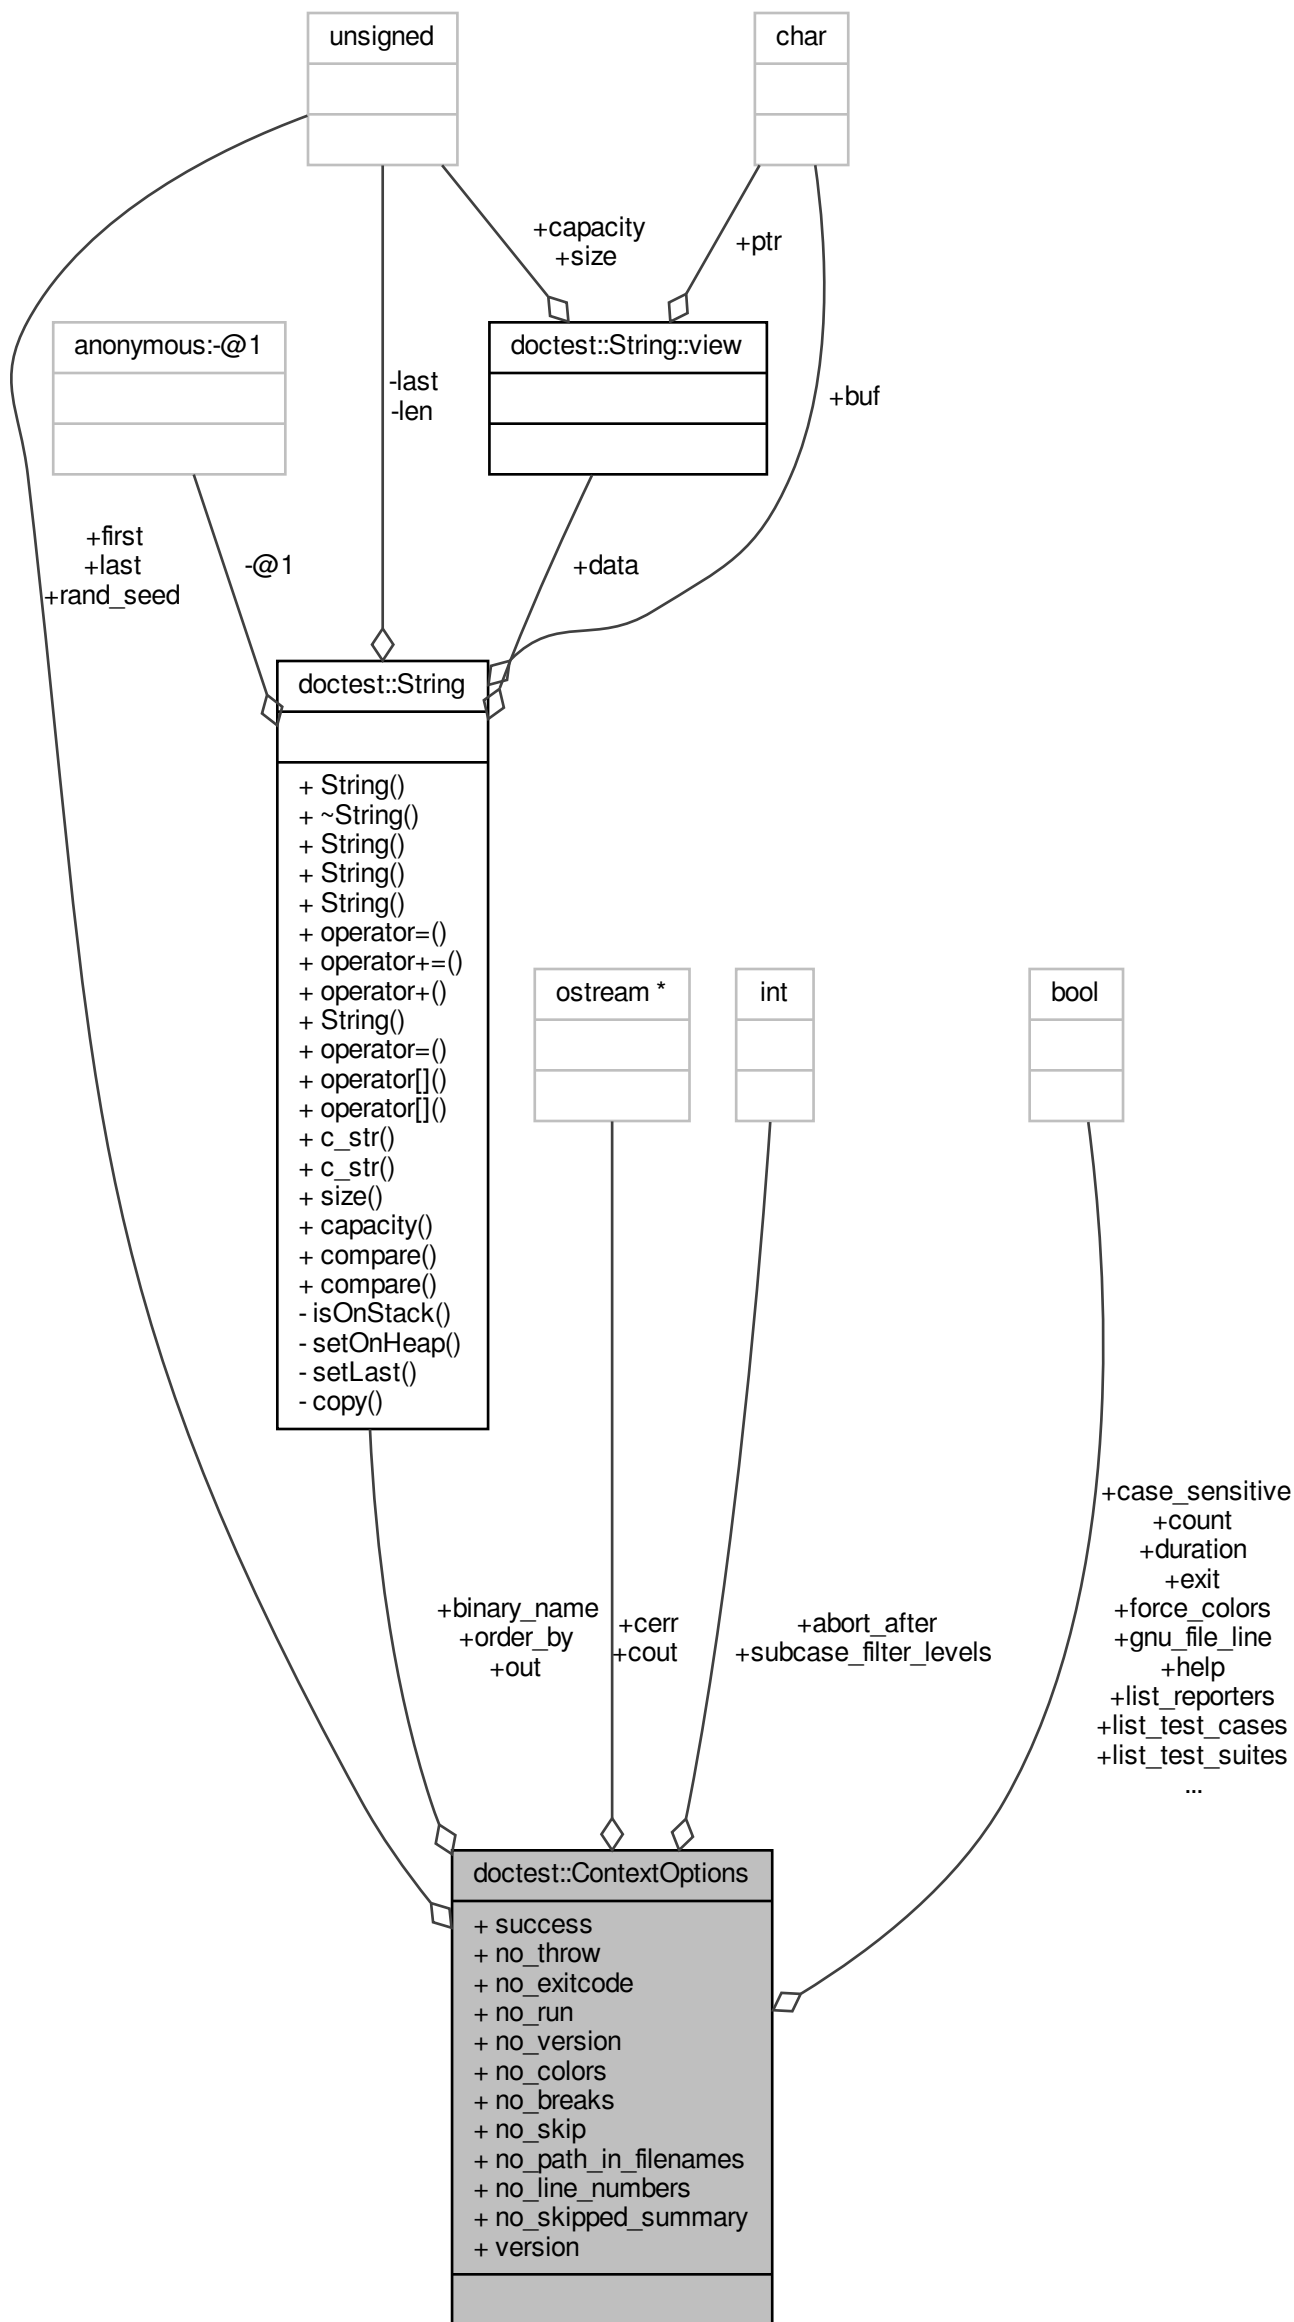 unsigned
char
+capacity
+size
+ptr
anonymous:-@1
doctest::String::view
-last
-len
+buf
+first
+last
+rand_seed
-@1
+data
doctest::String
+ String()
+ ~String()
+ String()
+ String()
+ String()
+ operator=()
+ operator+=()
+ operator+()
+ String()
+ operator=()
+ operator[]()
+ operator[]()
+ c_str()
+ c_str()
+ size()
+ capacity()
+ compare()
+ compare()
- isOnStack()
- setOnHeap()
- setLast()
- copy()
ostream *
int
bool
+binary_name
+order_by
+out
+cerr
+cout
+abort_after
+subcase_filter_levels
+case_sensitive
+count
+duration
+exit
+force_colors
+gnu_file_line
+help
+list_reporters
+list_test_cases
+list_test_suites
...
doctest::ContextOptions
+ success
+ no_throw
+ no_exitcode
+ no_run
+ no_version
+ no_colors
+ no_breaks
+ no_skip
+ no_path_in_filenames
+ no_line_numbers
+ no_skipped_summary
+ version